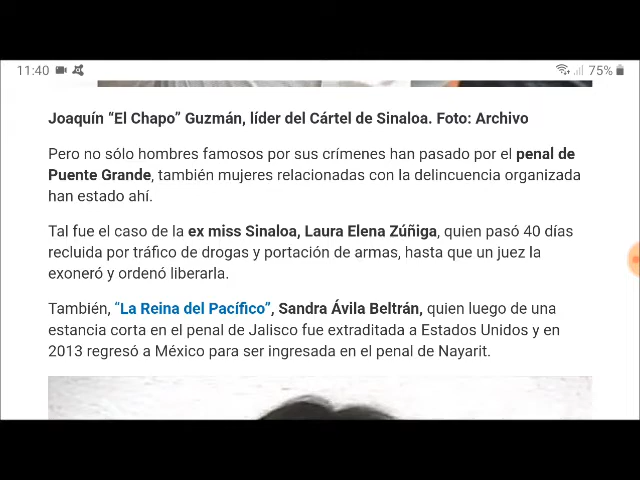 11:40
75%
Joaquín “El Chapo” Guzmán, líder del Cártel de Sinaloa. Foto: Archivo
Pero no sólo hombres famosos por sus crímenes han pasado por el penal de
Puente Grande, también mujeres relacionadas con la delincuencia organizada
han estado ahí.
Tal fue el caso de la ex miss Sinaloa, Laura Elena Zúñiga, quien pasó 40 días
recluida por tráfico de drogas y portación de armas, hasta que un juez la
exoneró y ordenó liberarla.
También, “La Reina del Pacífico”, Sandra Ávila Beltrán, quien luego de una
estancia corta en el penal de Jalisco fue extraditada a Estados Unidos y en
2013 regresó a México para ser ingresada en el penal de Nayarit.